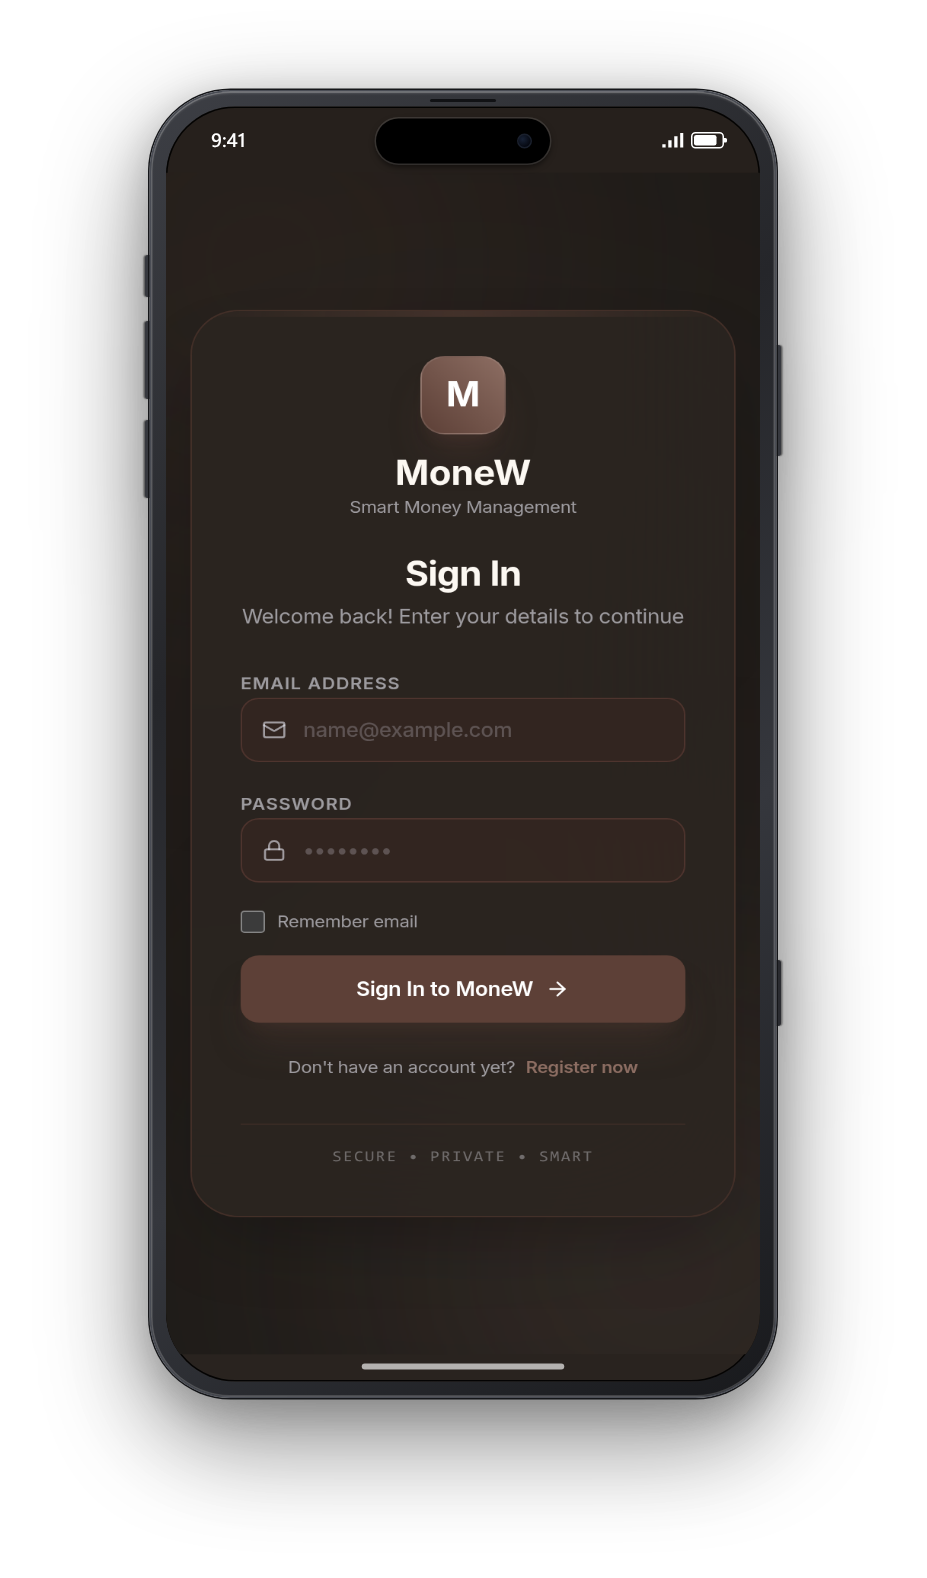 9:41
M
MoneW
Smart Money Management
Sign In
Welcome back! Enter your details to continue
EMAIL ADDRESS
name@example.com
PASSWORD
••••••••
Remember email
Sign In to MoneW →
Don't have an account yet? Register now
SECURE • PRIVATE • SMART